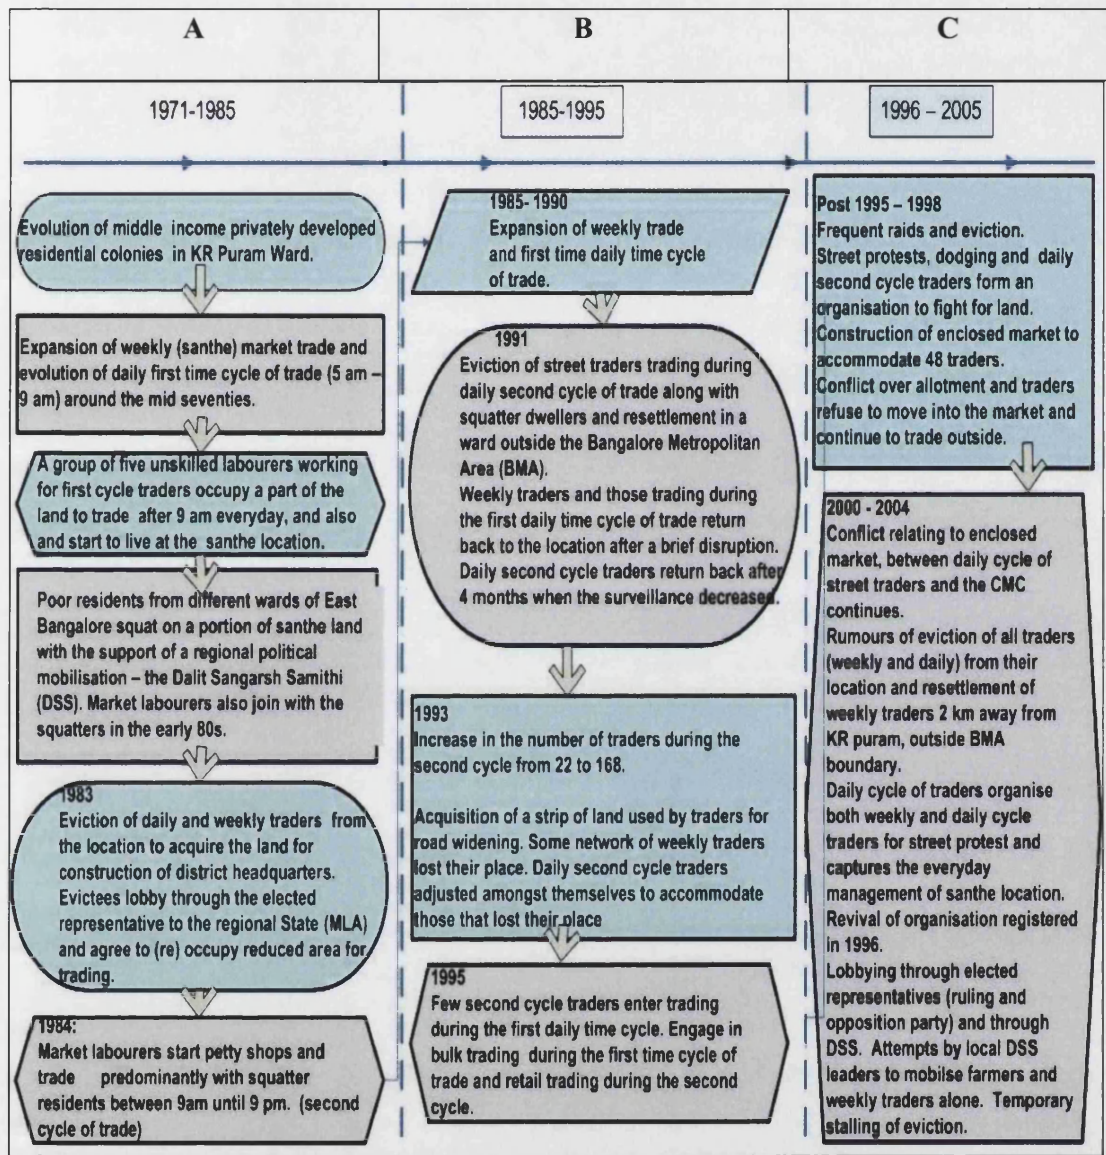 A
B
C
1971-1985
1985-1995
1996 – 2005
Evolution of middle income privately developed
residential colonies in KR Puram Ward.
Expansion of weekly (santhe) market trade and
evolution of daily first time cycle of trade (5 am –
9 am) around the mid seventies.
A group of five unskilled labourers working
for first cycle traders occupy a part of the
land to trade after 9 am everyday, and also
and start to live at the santhe location.
Poor residents from different wards of East
Bangalore squat on a portion of santhe land
with the support of a regional political
mobilisation – the Dalit Sangarsh Samithi
(DSS). Market labourers also join with the
squatters in the early 80s.
1983
Eviction of daily and weekly traders from
the location to acquire the land for
construction of district headquarters.
Evictees lobby through the elected
representative to the regional State (MLA)
and agree to (re) occupy reduced area for
trading.
1984:
Market labourers start petty shops and
trade predominantly with squatter
residents between 9am until 9 pm. (second
cycle of trade)
1985- 1990
Expansion of weekly trade
and first time daily time cycle
of trade.
1991
Eviction of street traders trading during
daily second cycle of trade along with
squatter dwellers and resettlement in a
ward outside the Bangalore Metropolitan
Area (BMA).
Weekly traders and those trading during
the first daily time cycle of trade return
back to the location after a brief disruption.
Daily second cycle traders return back after
4 months when the surveillance decreased.
1993
Increase in the number of traders during the
second cycle from 22 to 168.
Acquisition of a strip of land used by traders for
road widening. Some network of weekly traders
lost their place. Daily second cycle traders
adjusted amongst themselves to accommodate
those that lost their place
1995
Few second cycle traders enter trading
during the first daily time cycle. Engage in
bulk trading during the first time cycle of
trade and retail trading during the second
cycle.
Post 1995 – 1998
Frequent raids and eviction.
Street protests, dodging and daily
second cycle traders form an
organisation to fight for land.
Construction of enclosed market to
accommodate 48 traders.
Conflict over allotment and traders
refuse to move into the market and
continue to trade outside.
2000 - 2004
Conflict relating to enclosed
market, between daily cycle of
street traders and the CMC
continues.
Rumours of eviction of all traders
(weekly and daily) from their
location and resettlement of
weekly traders 2 km away from
KR puram, outside BMA
boundary.
Daily cycle of traders organise
both weekly and daily cycle
traders for street protest and
captures the everyday
management of santhe location.
Revival of organisation registered
in 1996.
Lobbying through elected
representatives (ruling and
opposition party) and through
DSS. Attempts by local DSS
leaders to mobilse farmers and
weekly traders alone. Temporary
stalling of eviction.